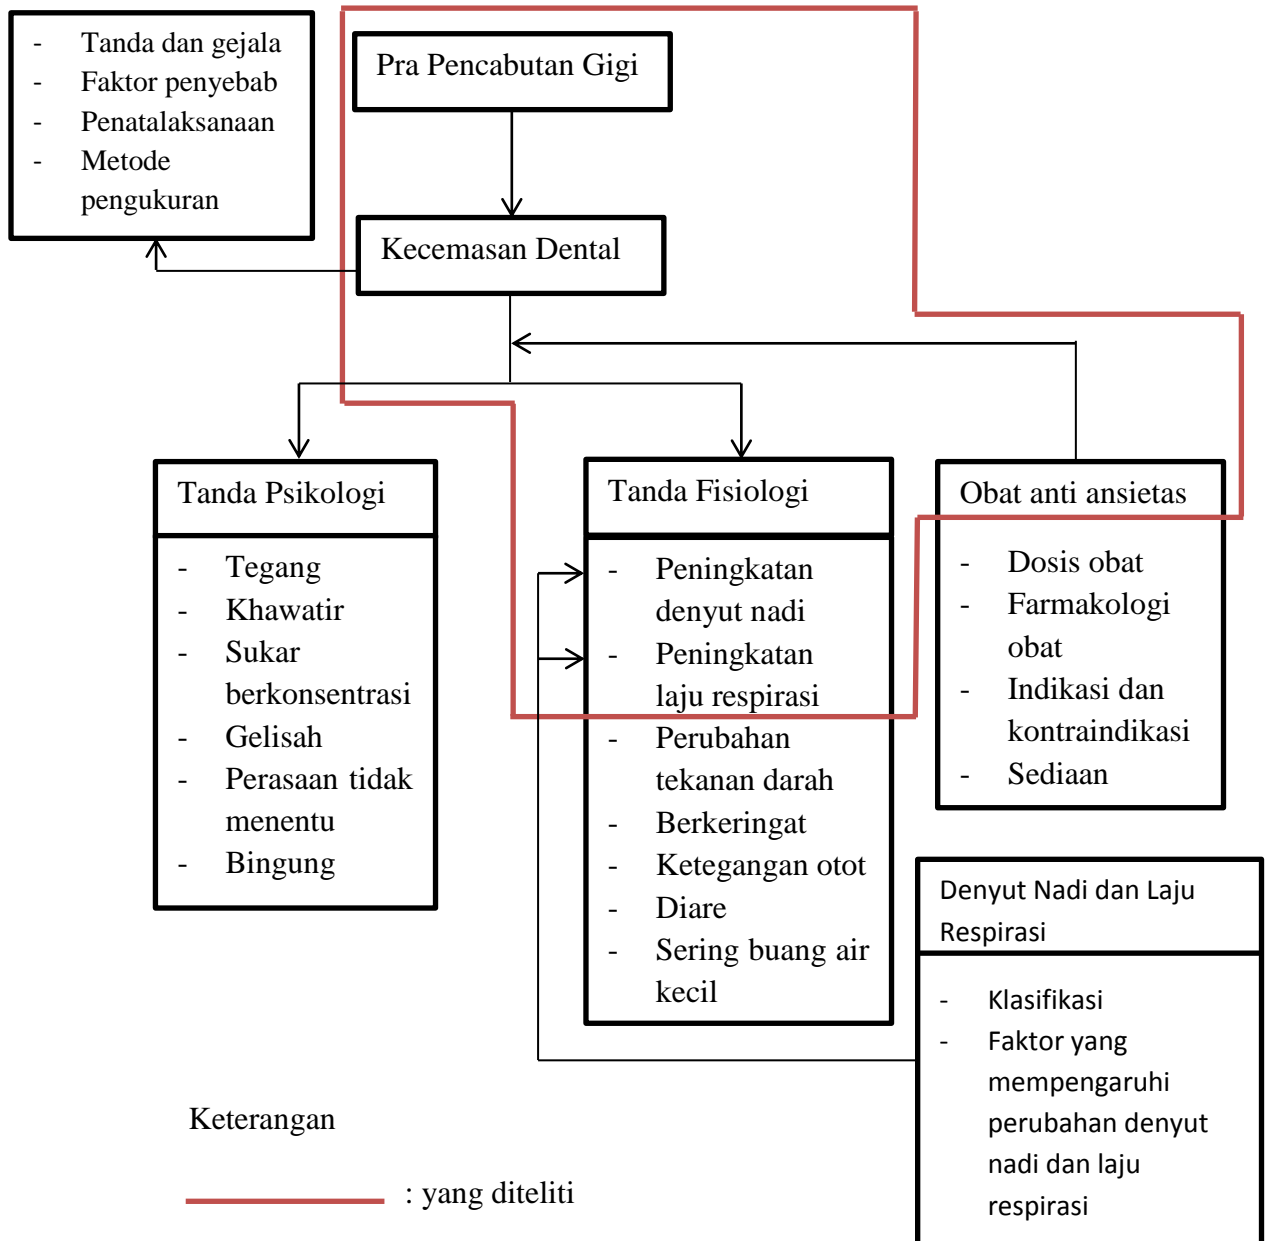 - Tanda dan gejala
- Faktor penyebab
- Penatalaksanaan
- Metode
pengukuran
Pra Pencabutan Gigi
Kecemasan Dental
Tanda Psikologi
- Tegang
- Khawatir
- Sukar
berkonsentrasi
- Gelisah
- Perasaan tidak
menentu
- Bingung
Tanda Fisiologi
- Peningkatan
denyut nadi
- Peningkatan
laju respirasi
- Perubahan
tekanan darah
- Berkeringat
- Ketegangan otot
- Diare
- Sering buang air
kecil
Obat anti ansietas
- Dosis obat
- Farmakologi
obat
- Indikasi dan
kontraindikasi
- Sediaan
Denyut Nadi dan Laju
Respirasi
- Klasifikasi
- Faktor yang
mempengaruhi
perubahan denyut
nadi dan laju
respirasi
Keterangan
: yang diteliti